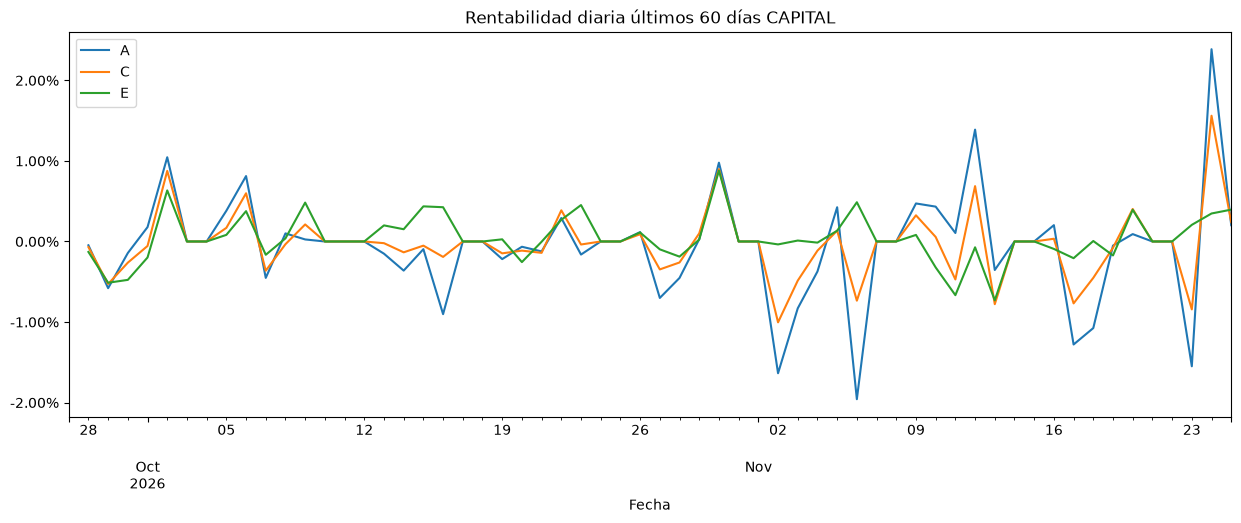 Rentabilidad diaria últimos 60 días CAPITAL
A
C
E
2.00%
1.00%
0.00%
-1.00%
-2.00%
28 05 12 19 26 02 09 16 23
Oct Nov
2026
Fecha